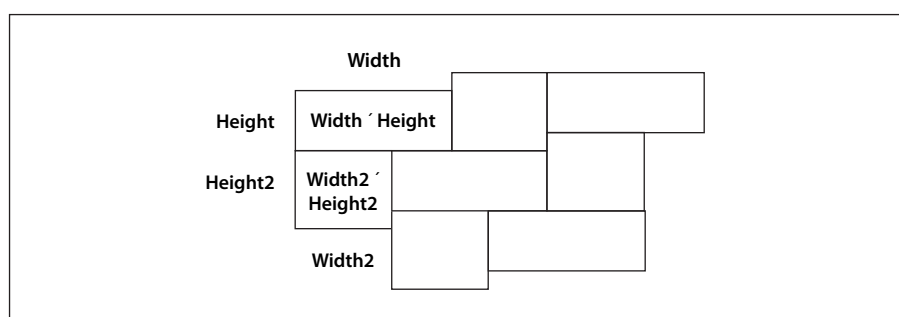 Width
Height
Width ´ Height
Height2
Width2 ´
Height2
Width2